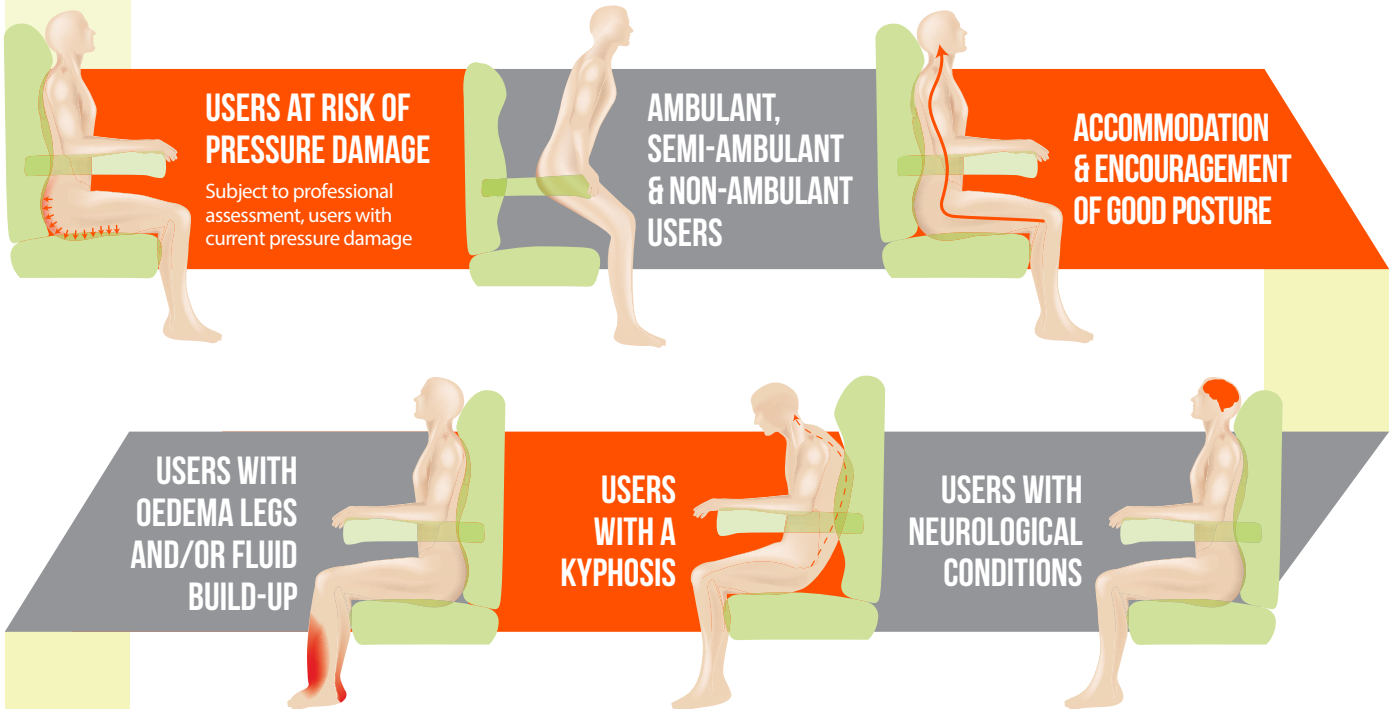 USERS AT RISK OF
PRESSURE DAMAGE
Subject to professional
assessment, users with
current pressure damage
AMBULANT,
SEMI-AMBULANT
& NON-AMBULANT
USERS
ACCOMMODATION
& ENCOURAGEMENT
OF GOOD POSTURE
USERS WITH
OEDEMA LEGS
AND/OR FLUID
BUILD-UP
USERS
WITH A
KYPHOSIS
USERS WITH
NEUROLOGICAL
CONDITIONS